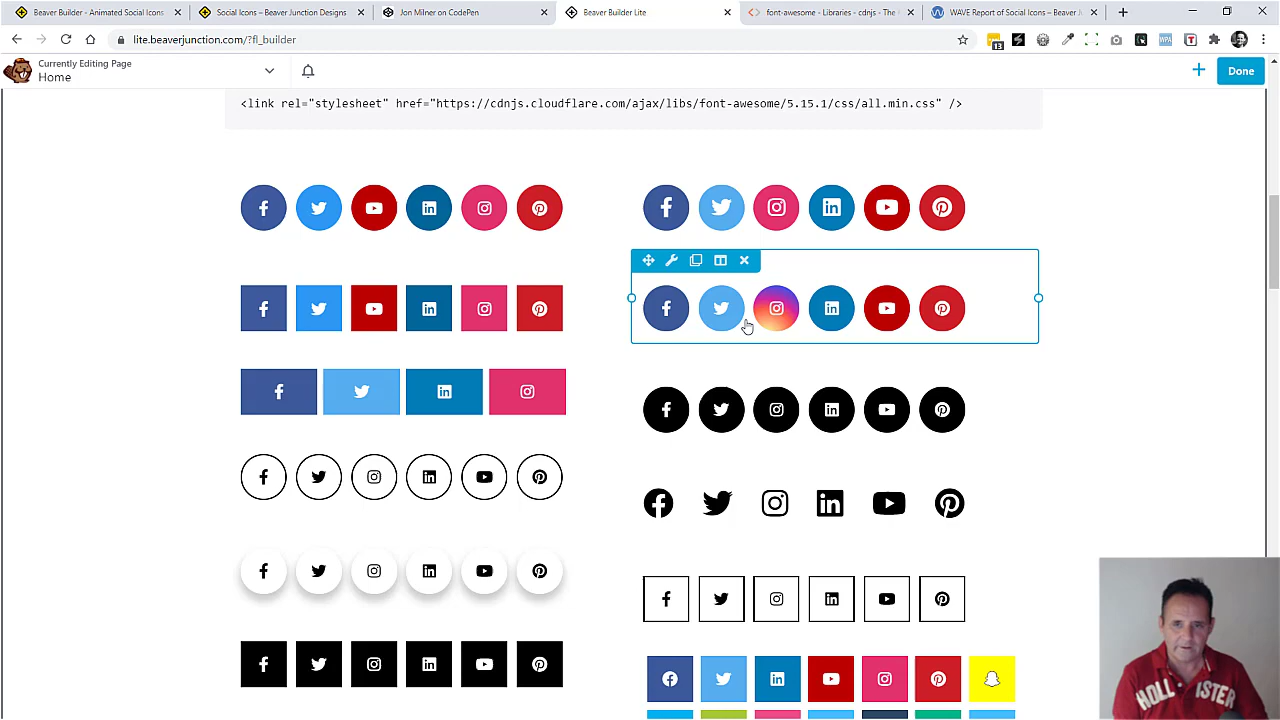 Beaver Builder - Animated Social Icons
Social Icons – Beaver Junction Designs
Jon Milner on CodePen
Beaver Builder Lite
font-awesome - Libraries - cdnjs - The
WAVE Report of Social Icons – Beaver Ju
lite.beaverjunction.com/?fl_builder
13
WPA
T
Currently Editing Page
Home
Done
<link rel="stylesheet" href="https://cdnjs.cloudflare.com/ajax/libs/font-awesome/5.15.1/css/all.min.css" />
HOLLISTER